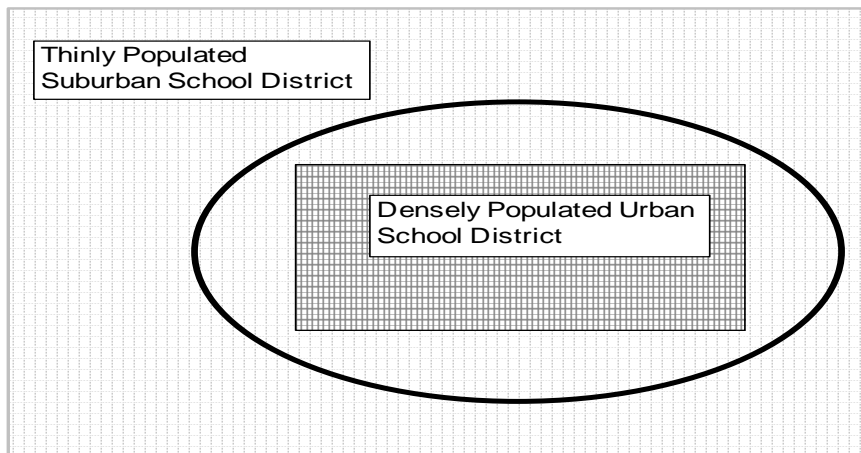 Thinly Populated
Suburban School District
Densely Populated Urban
School District